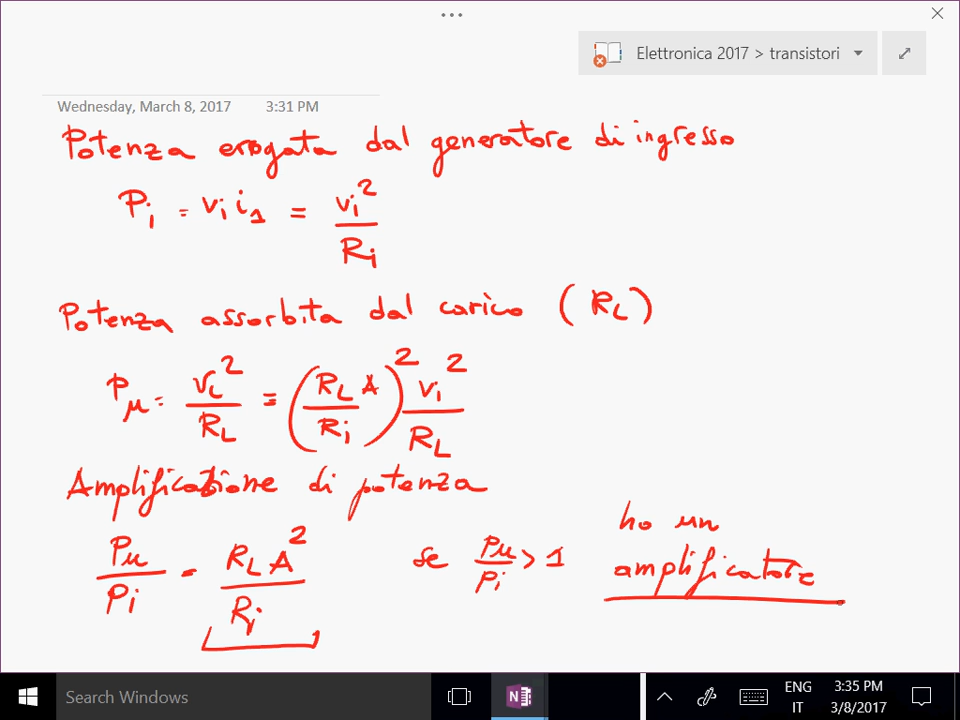 Elettronica 2017 > transistori
Wednesday, March 8, 2017 3:31 PM
Potenza erogata dal generatore di ingresso
Pi = vi i1 = vi² / Ri
Potenza assorbita dal carico (RL)
Pu = vL² / RL = (RL A / Ri)² vi² / RL
Amplificazione di potenza
Pu / Pi = RL A² / Ri se Pu / Pi > 1 ho un amplificatore
Search Windows
ENG
IT
3:35 PM
3/8/2017